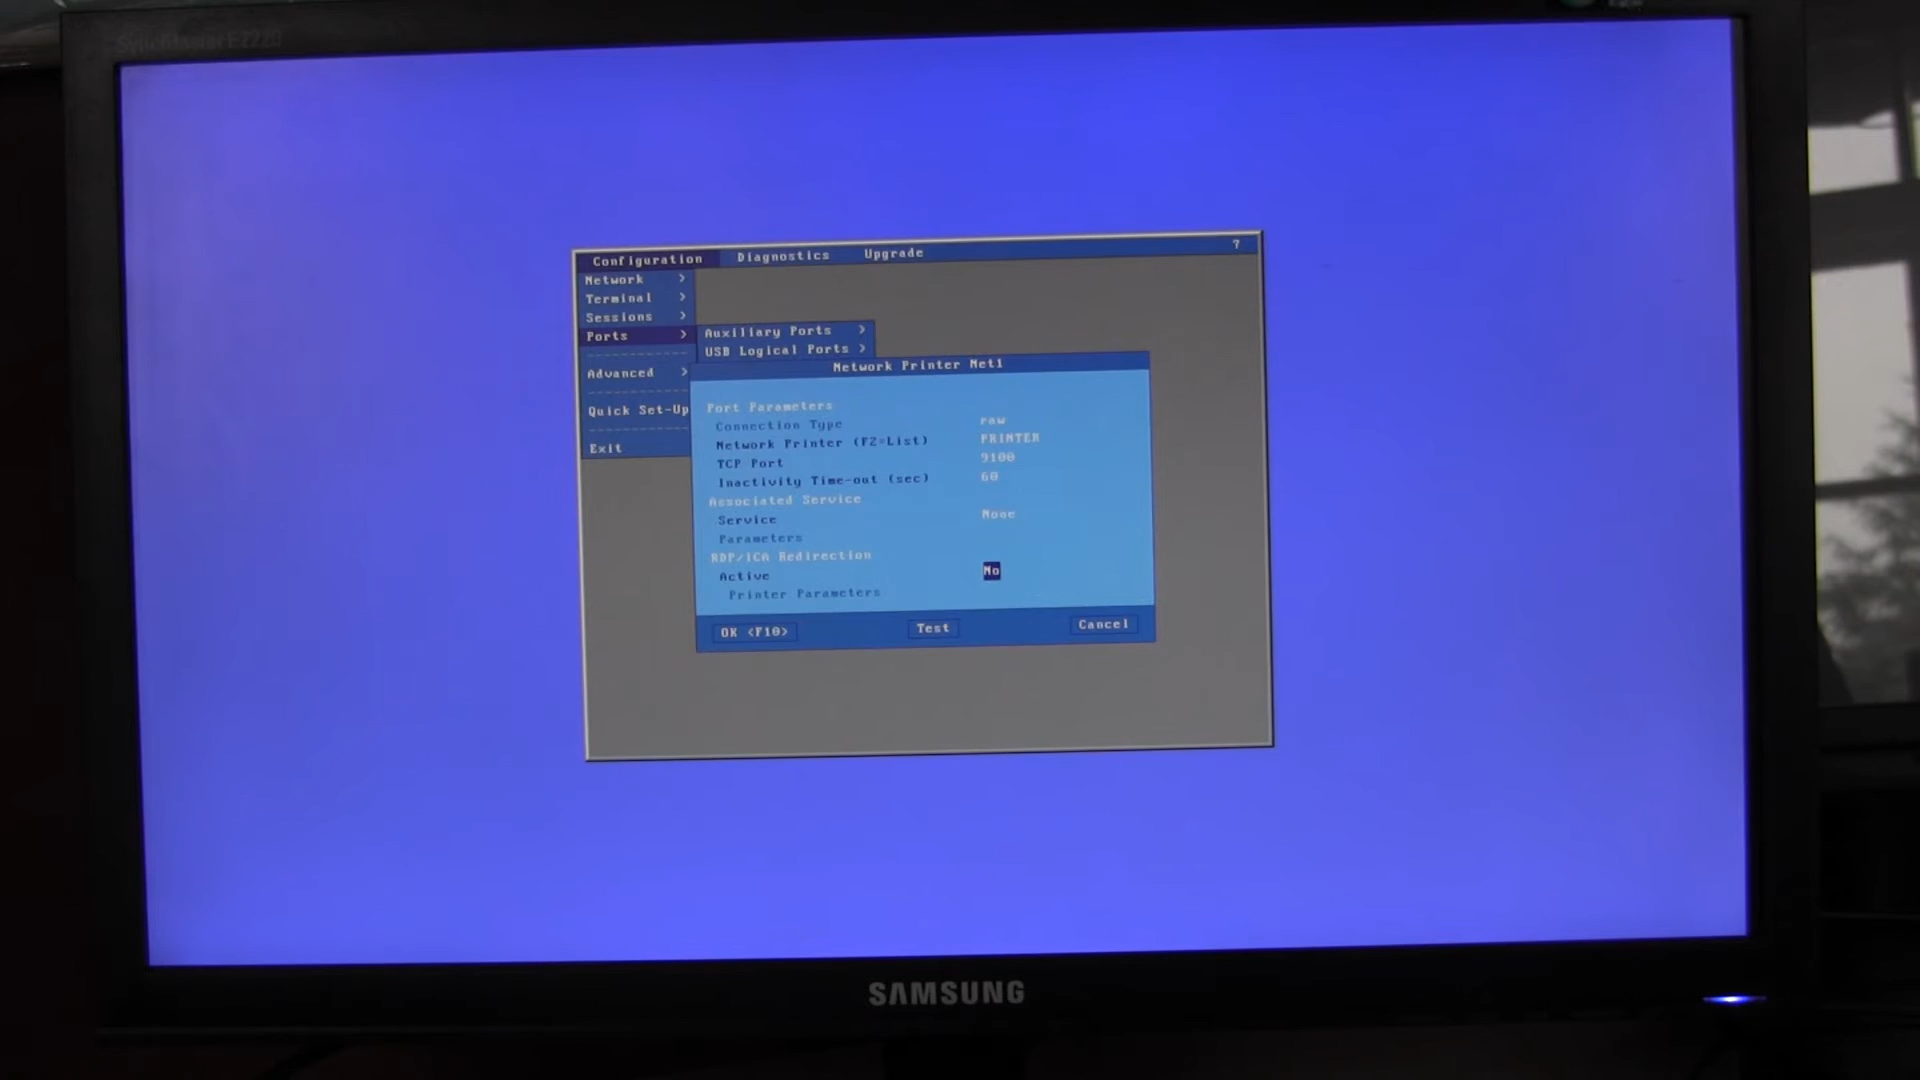 SyncMaster F2220
Configuration Diagnostics Upgrade ?
Network >
Terminal >
Sessions >
Ports >
Auxiliary Ports >
USB Logical Ports >
Advanced >
Quick Set-Up
Exit
Network Printer Net1
Port Parameters
Connection Type raw
Network Printer (F2=List) PRINTER
TCP Port 9100
Inactivity Time-out (sec) 60
Associated Service
Service None
Parameters
RDP/ICA Redirection
Active No
Printer Parameters
OK <F10> Test Cancel
SAMSUNG